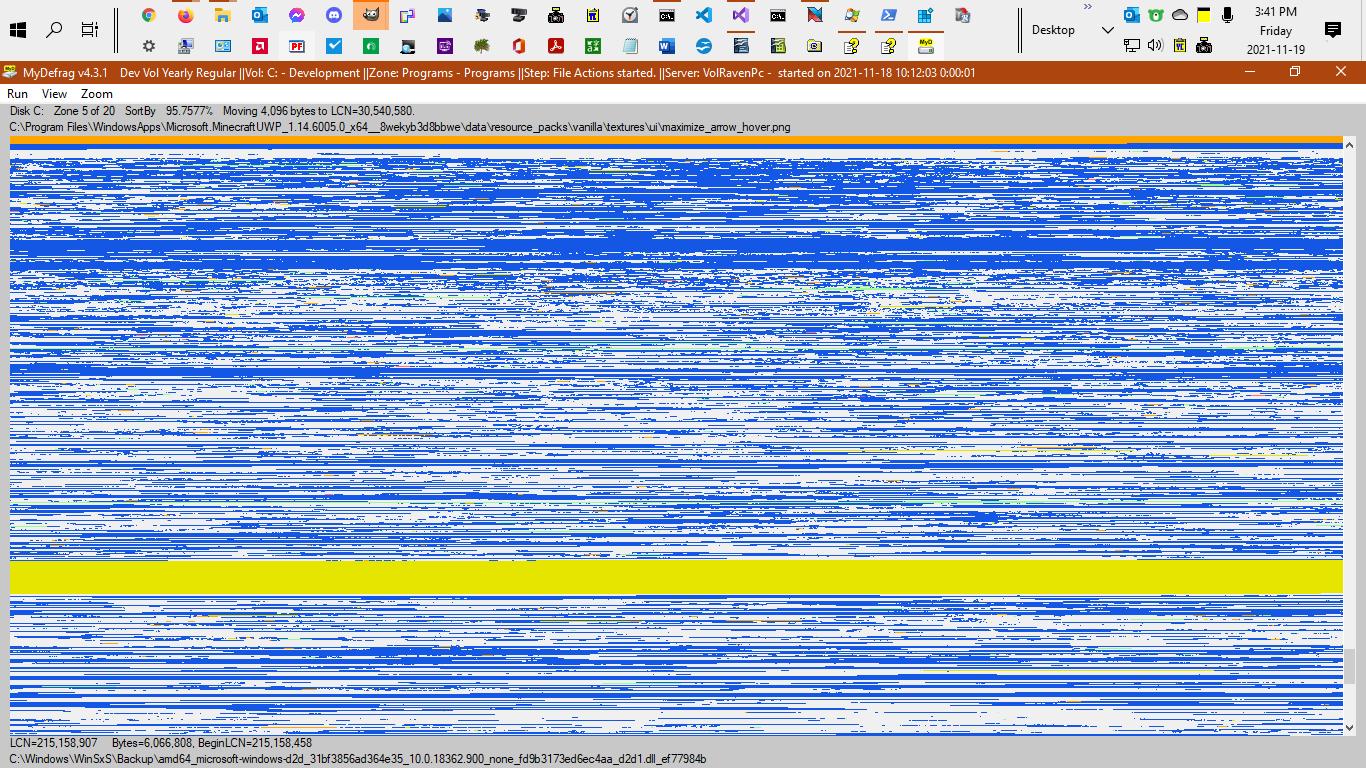 3:41 PM
Desktop
Friday
2021-11-19
MyDefrag v4.3.1 Dev Vol Yearly Regular ||Vol: C: - Development ||Zone: Programs - Programs ||Step: File Actions started. ||Server: VolRavenPc - started on 2021-11-18 10:12:03 0:00:01
Run View Zoom
Disk C: Zone 5 of 20 SortBy 95.7577% Moving 4,096 bytes to LCN=30,540,580.
C:\Program Files\WindowsApps\Microsoft.MinecraftUWP_1.14.6005.0_x64__8wekyb3d8bbwe\data\resource_packs\vanilla\textures\ui\maximize_arrow_hover.png
LCN=215,158,907 Bytes=6,066,808, BeginLCN=215,158,458
C:\Windows\WinSxS\Backup\amd64_microsoft-windows-d2d_31bf3856ad364e35_10.0.18362.900_none_fd9b3173ed6ec4aa_d2d1.dll_ef77984b